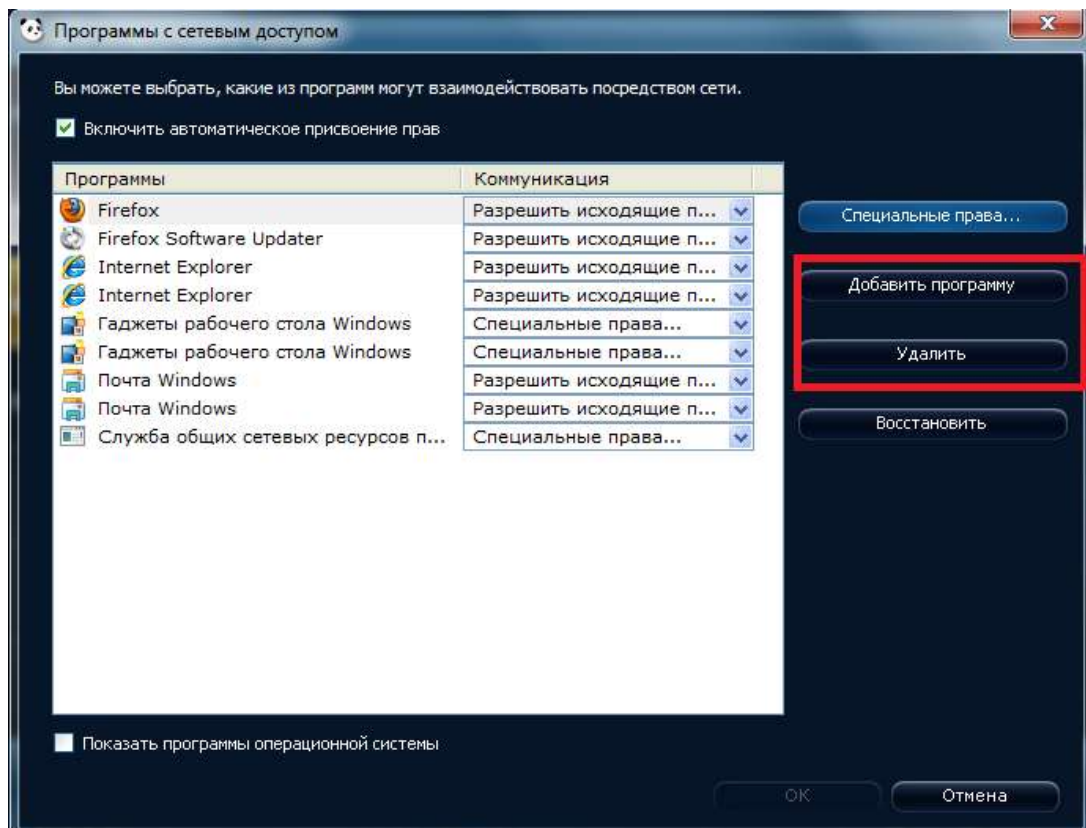 Программы с сетевым доступом
Вы можете выбрать, какие из программ могут взаимодействовать посредством сети.
Включить автоматическое присвоение прав
Программы Коммуникация
Firefox Разрешить исходящие п...
Firefox Software Updater Разрешить исходящие п...
Internet Explorer Разрешить исходящие п...
Internet Explorer Разрешить исходящие п...
Гаджеты рабочего стола Windows Специальные права...
Гаджеты рабочего стола Windows Специальные права...
Почта Windows Разрешить исходящие п...
Почта Windows Разрешить исходящие п...
Служба общих сетевых ресурсов п... Специальные права...
Специальные права...
Добавить программу
Удалить
Восстановить
Показать программы операционной системы
OK Отмена